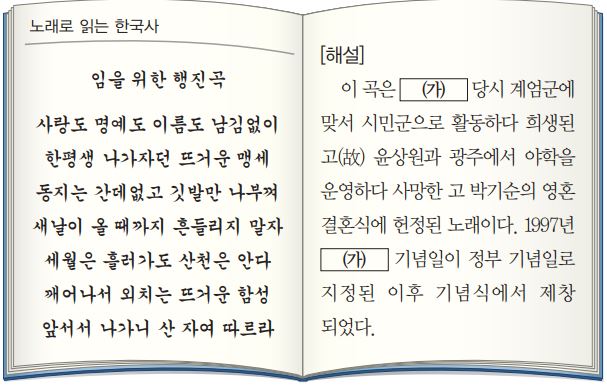 노래로 읽는 한국사
임을 위한 행진곡
사랑도 명예도 이름도 남김없이
한평생 나가자던 뜨거운 맹세
동지는 간데없고 깃발만 나부껴
새날이 올 때까지 흔들리지 말자
세월은 흘러가도 산천은 안다
깨어나서 외치는 뜨거운 함성
앞서서 나가니 산 자여 따르라
[해설]
이 곡은 (가) 당시 계엄군에
맞서 시민군으로 활동하다 희생된
고(故) 윤상원과 광주에서 야학을
운영하다 사망한 고 박기순의 영혼
결혼식에 헌정된 노래이다. 1997년
(가) 기념일이 정부 기념일로
지정된 이후 기념식에서 제창
되었다.